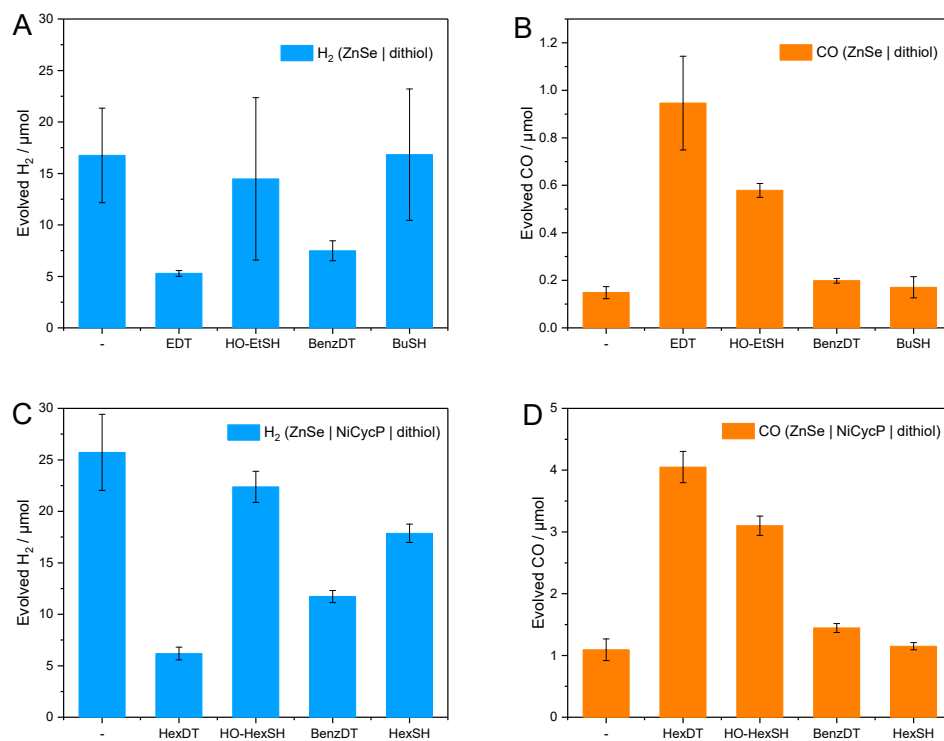 A
H2 (ZnSe | dithiol)
Evolved H2 / µmol
30
25
20
15
10
5
0
- EDT HO-EtSH BenzDT BuSH
B
CO (ZnSe | dithiol)
Evolved CO / µmol
1.2
1.0
0.8
0.6
0.4
0.2
0.0
- EDT HO-EtSH BenzDT BuSH
C
H2 (ZnSe | NiCycP | dithiol)
Evolved H2 / µmol
30
25
20
15
10
5
0
- HexDT HO-HexSH BenzDT HexSH
D
CO (ZnSe | NiCycP | dithiol)
Evolved CO / µmol
5
4
3
2
1
0
- HexDT HO-HexSH BenzDT HexSH